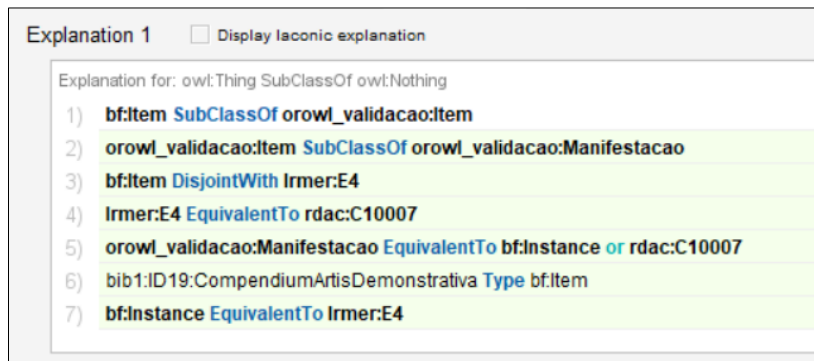 Explanation 1 Display laconic explanation
Explanation for: owl:Thing SubClassOf owl:Nothing
1) bf:Item SubClassOf orowl_validacao:Item
2) orowl_validacao:Item SubClassOf orowl_validacao:Manifestacao
3) bf:Item DisjointWith lrmer:E4
4) lrmer:E4 EquivalentTo rdac:C10007
5) orowl_validacao:Manifestacao EquivalentTo bf:Instance or rdac:C10007
6) bib1:ID19:CompendiumArtisDemonstrativa Type bf:Item
7) bf:Instance EquivalentTo lrmer:E4